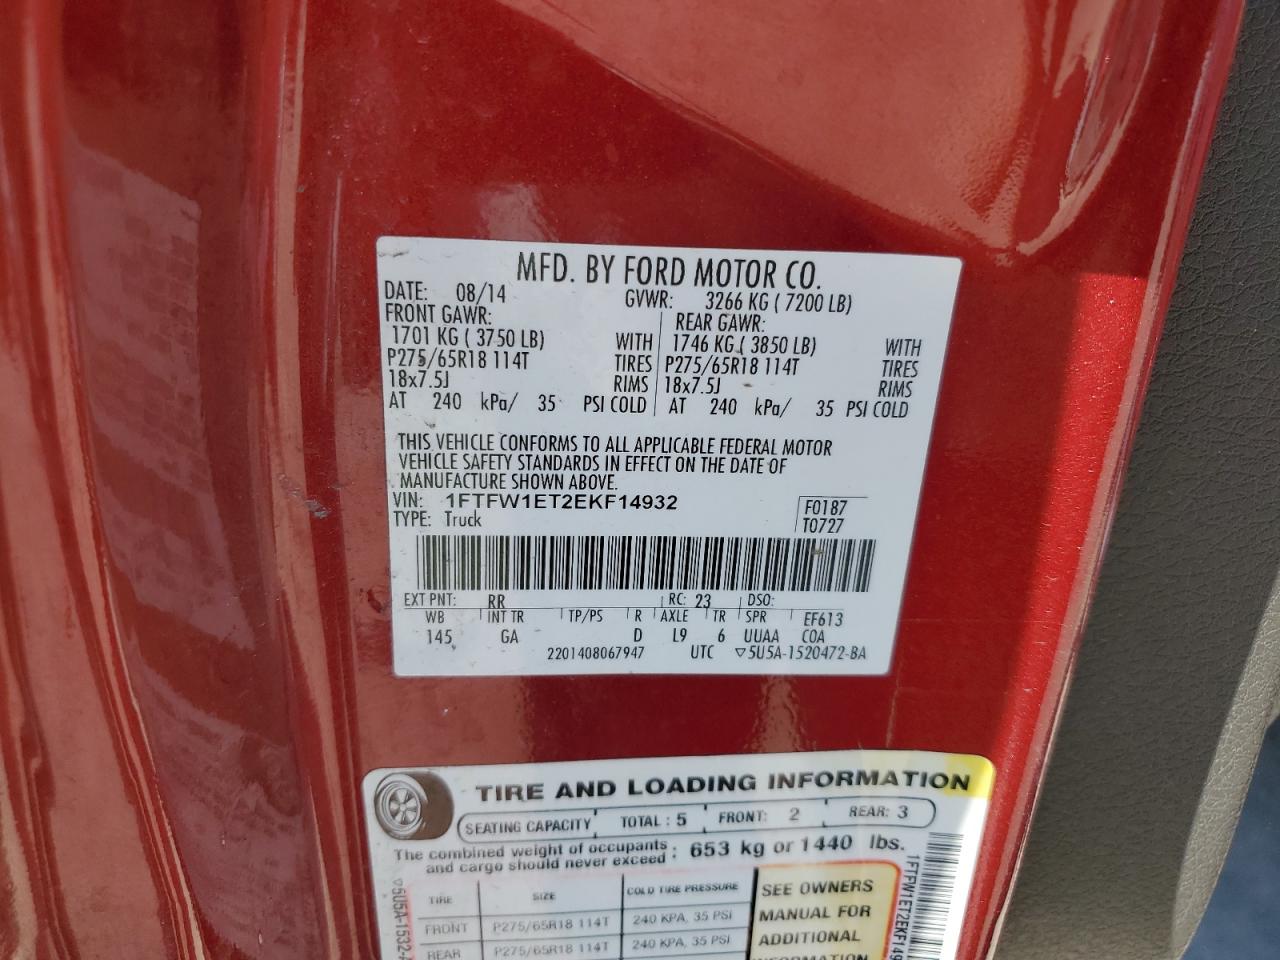 MFD. BY FORD MOTOR CO.
DATE: 08/14 GVWR: 3266 KG ( 7200 LB)
FRONT GAWR: REAR GAWR:
1701 KG ( 3750 LB) WITH 1746 KG ( 3850 LB) WITH
P275/65R18 114T TIRES P275/65R18 114T TIRES
18x7.5J RIMS 18x7.5J RIMS
AT 240 kPa/ 35 PSI COLD AT 240 kPa/ 35 PSI COLD
THIS VEHICLE CONFORMS TO ALL APPLICABLE FEDERAL MOTOR
VEHICLE SAFETY STANDARDS IN EFFECT ON THE DATE OF
MANUFACTURE SHOWN ABOVE.
VIN: 1FTFW1ET2EKF14932 F0187
TYPE: Truck T0727
EXT PNT: RR RC: 23 DSO:
WB INT TR TP/PS R AXLE TR SPR EF613
145 GA D L9 6 UUAA COA
2201408067947 UTC ▽5U5A-1520472-BA
TIRE AND LOADING INFORMATION
SEATING CAPACITY TOTAL : 5 FRONT: 2 REAR: 3
The combined weight of occupants and cargo should never exceed : 653 kg or 1440 lbs.
TIRE SIZE COLD TIRE PRESSURE
FRONT P275/65R18 114T 240 KPA, 35 PSI
REAR P275/65R18 114T 240 KPA, 35 PSI
SEE OWNERS
MANUAL FOR
ADDITIONAL
INFORMATION
▽5U5A-1532
1FTFW1ET2EKF149